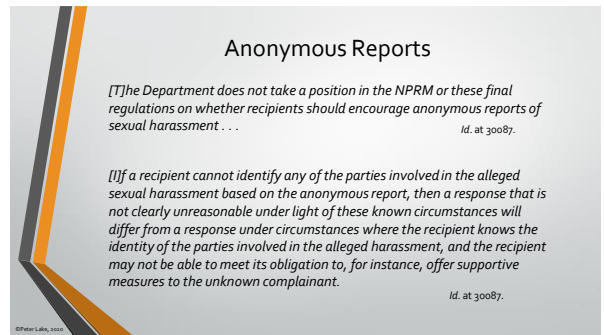 Anonymous Reports
[T]he Department does not take a position in the NPRM or these final
regulations on whether recipients should encourage anonymous reports of
sexual harassment . . .
Id. at 30087.
[I]f a recipient cannot identify any of the parties involved in the alleged
sexual harassment based on the anonymous report, then a response that is
not clearly unreasonable under light of these known circumstances will
differ from a response under circumstances where the recipient knows the
identity of the parties involved in the alleged harassment, and the recipient
may not be able to meet its obligation to, for instance, offer supportive
measures to the unknown complainant.
Id. at 30087.
©Peter Lake, 2020